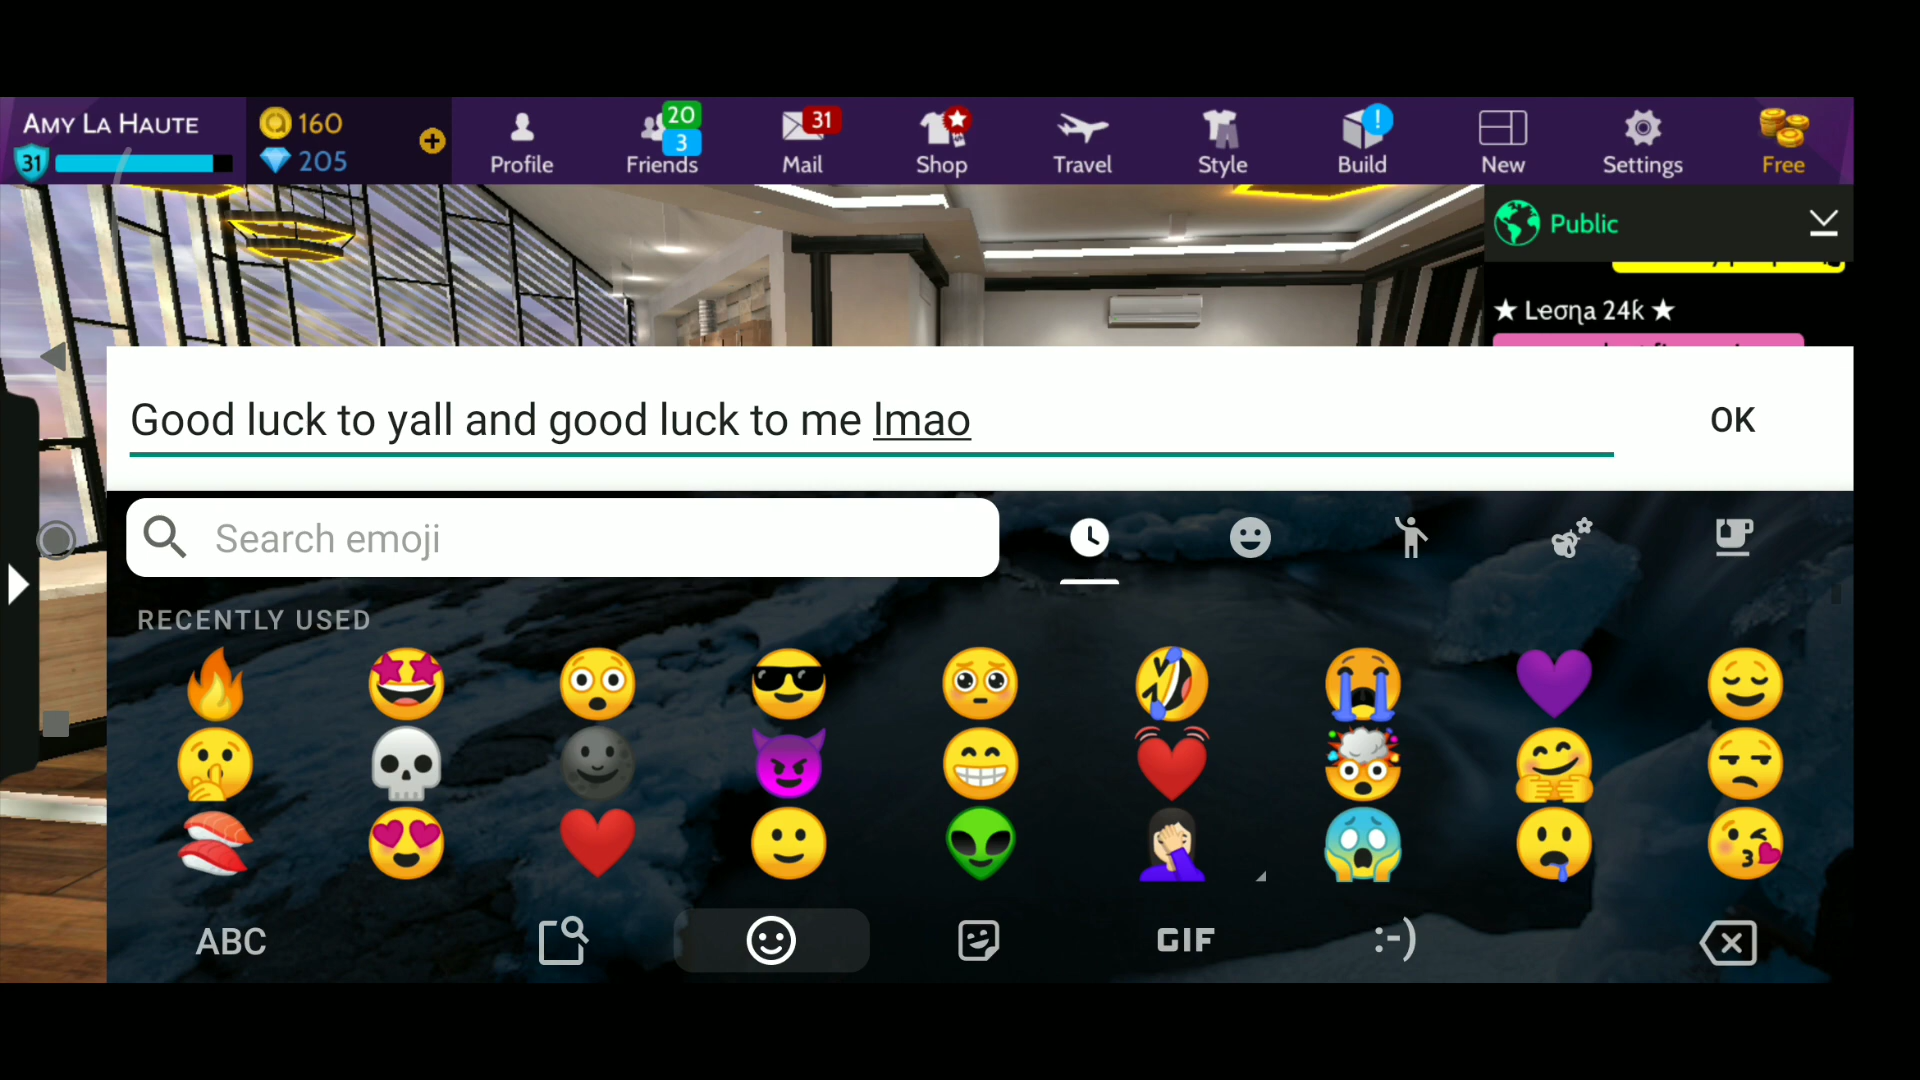 AMY LA HAUTE
31
160
205
Profile
20
3
Friends
31
Mail
Shop
Travel
Style
!
Build
New
Settings
Free
Public
★ Leσɳα 24k ★
Good luck to yall and good luck to me lmao
OK
Search emoji
RECENTLY USED
ABC
GIF
:-)